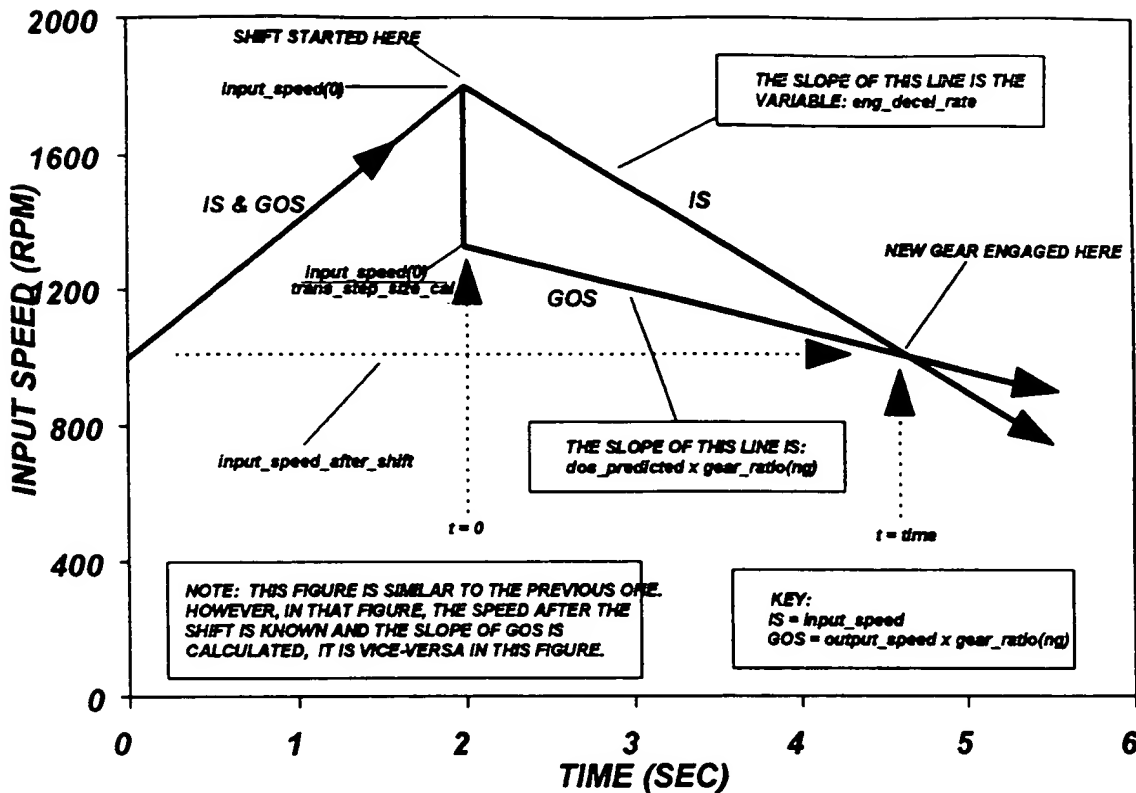 2000
SHIFT STARTED HERE
input_speed(0)
THE SLOPE OF THIS LINE IS THE
VARIABLE: eng_decel_rate
1600
IS & GOS
IS
NEW GEAR ENGAGED HERE
input_speed(0)
trans_step_size_cal
1200
GOS
INPUT SPEED (RPM)
800
input_speed_after_shift
THE SLOPE OF THIS LINE IS:
dos_predicted x gear_ratio(ng)
t = 0
t = time
400
NOTE: THIS FIGURE IS SIMILAR TO THE PREVIOUS ONE.
HOWEVER, IN THAT FIGURE, THE SPEED AFTER THE
SHIFT IS KNOWN AND THE SLOPE OF GOS IS
CALCULATED, IT IS VICE-VERSA IN THIS FIGURE.
KEY:
IS = input_speed
GOS = output_speed x gear_ratio(ng)
0
0 1 2 3 4 5 6
TIME (SEC)